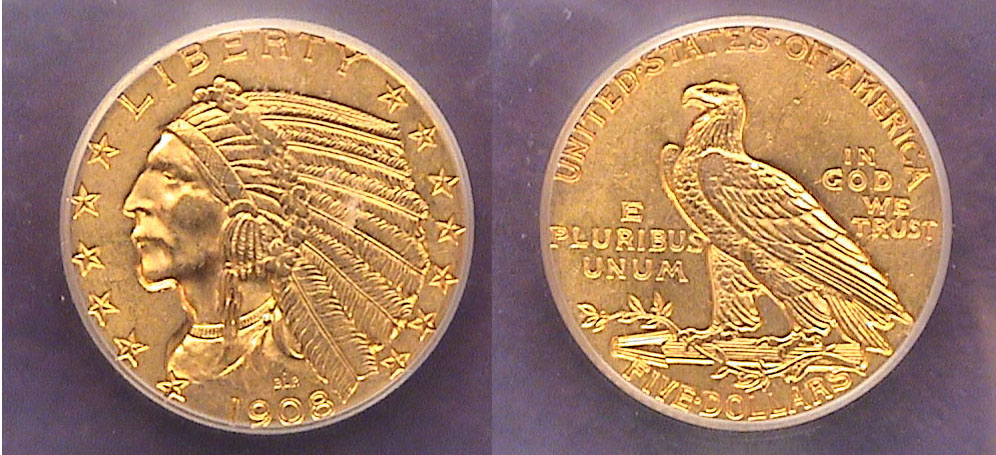 LIBERTY
BLP
1908
UNITED·STATES·OF·AMERICA
IN
GOD
WE
TRUST
E
PLURIBUS
UNUM
FIVE·DOLLARS